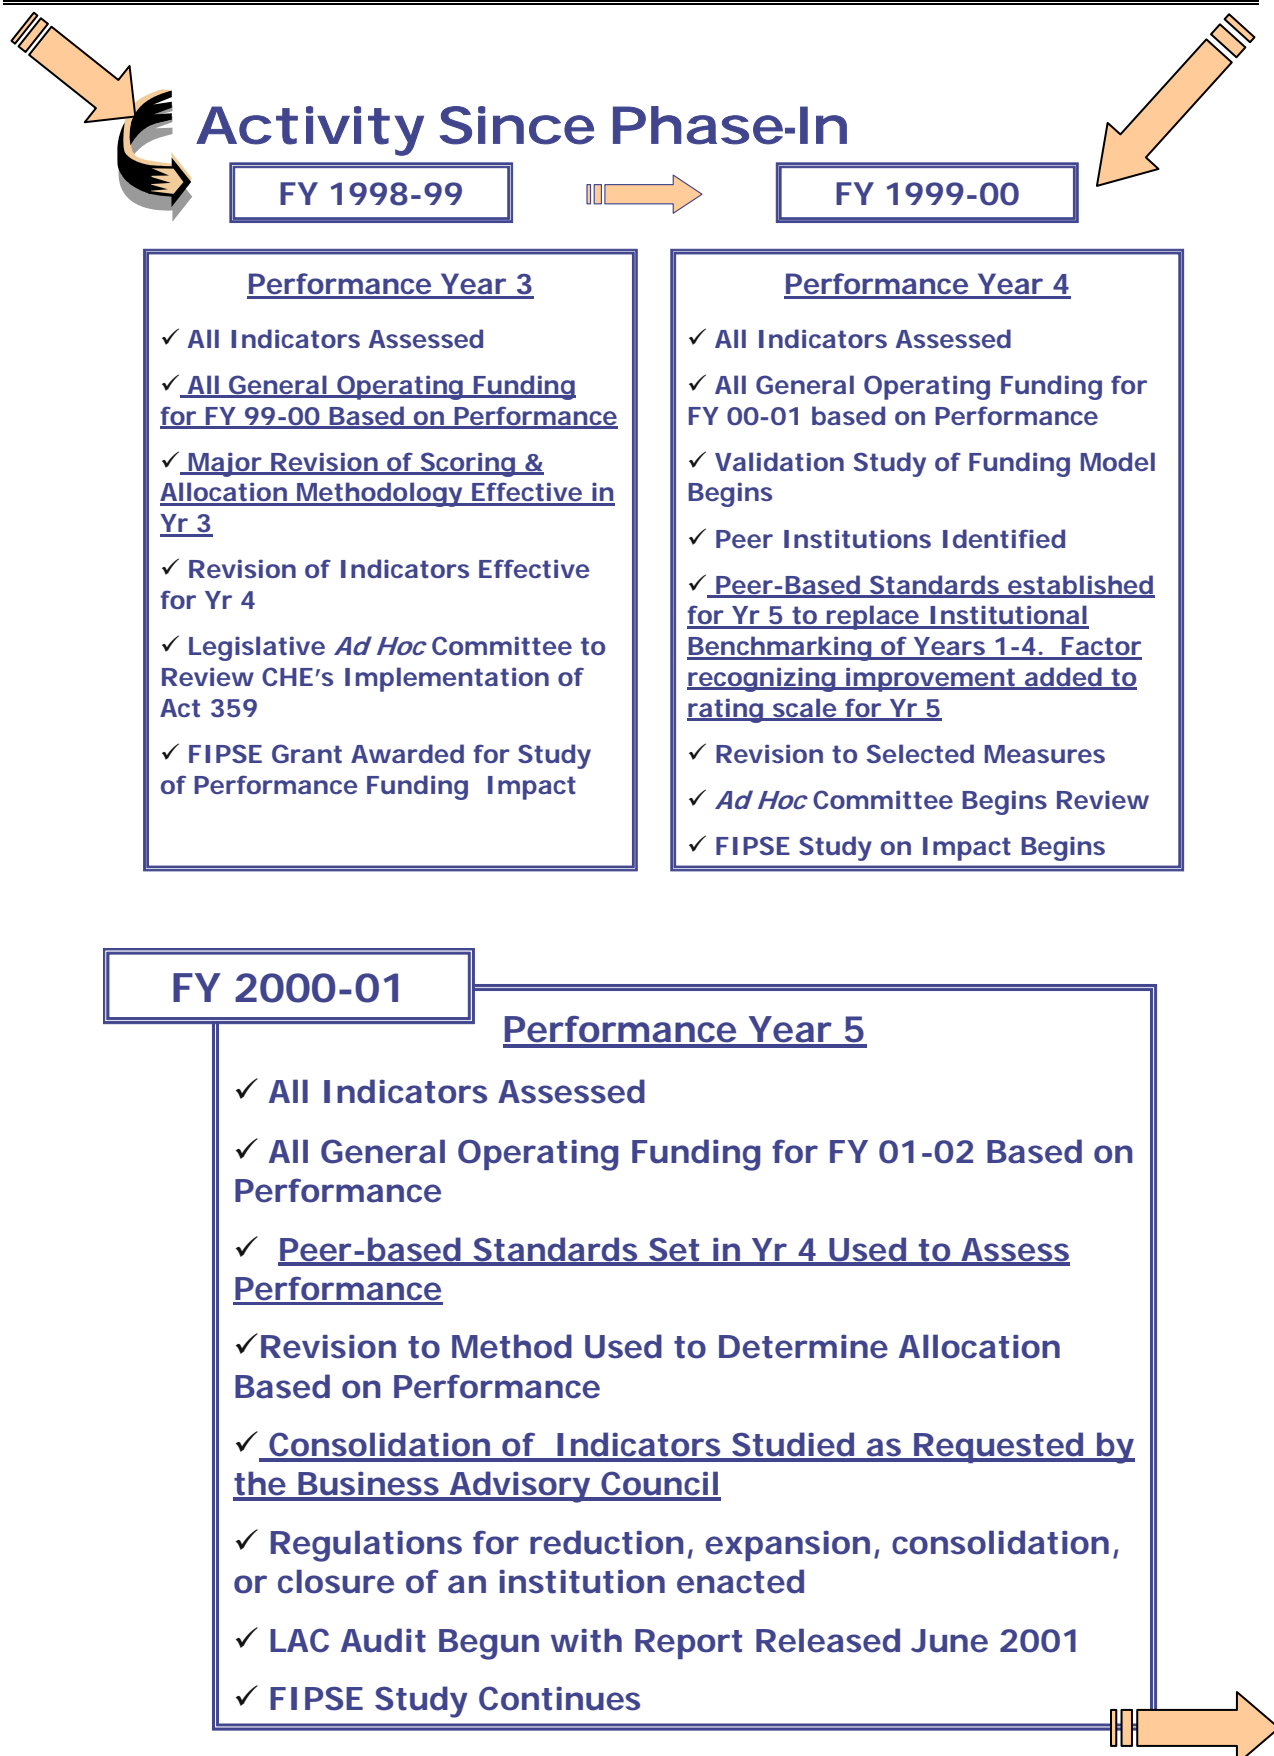 Activity Since Phase-In
FY 1998-99
FY 1999-00
Performance Year 3
✓ All Indicators Assessed
✓ All General Operating Funding
for FY 99-00 Based on Performance
✓ Major Revision of Scoring &
Allocation Methodology Effective in
Yr 3
✓ Revision of Indicators Effective
for Yr 4
✓ Legislative Ad Hoc Committee to
Review CHE's Implementation of
Act 359
✓ FIPSE Grant Awarded for Study
of Performance Funding  Impact
Performance Year 4
✓ All Indicators Assessed
✓ All General Operating Funding for
FY 00-01 based on Performance
✓ Validation Study of Funding Model
Begins
✓ Peer Institutions Identified
✓ Peer-Based Standards established
for Yr 5 to replace Institutional
Benchmarking of Years 1-4.  Factor
recognizing improvement added to
rating scale for Yr 5
✓ Revision to Selected Measures
✓ Ad Hoc Committee Begins Review
✓ FIPSE Study on Impact Begins
FY 2000-01
Performance Year 5
✓ All Indicators Assessed
✓ All General Operating Funding for FY 01-02 Based on
Performance
✓ Peer-based Standards Set in Yr 4 Used to Assess
Performance
✓Revision to Method Used to Determine Allocation
Based on Performance
✓ Consolidation of  Indicators Studied as Requested by
the Business Advisory Council
✓ Regulations for reduction, expansion, consolidation,
or closure of an institution enacted
✓ LAC Audit Begun with Report Released June 2001
✓ FIPSE Study Continues